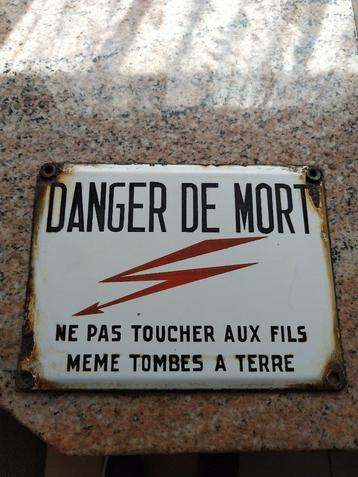 DANGER DE MORT
NE PAS TOUCHER AUX FILS
MEME TOMBES A TERRE